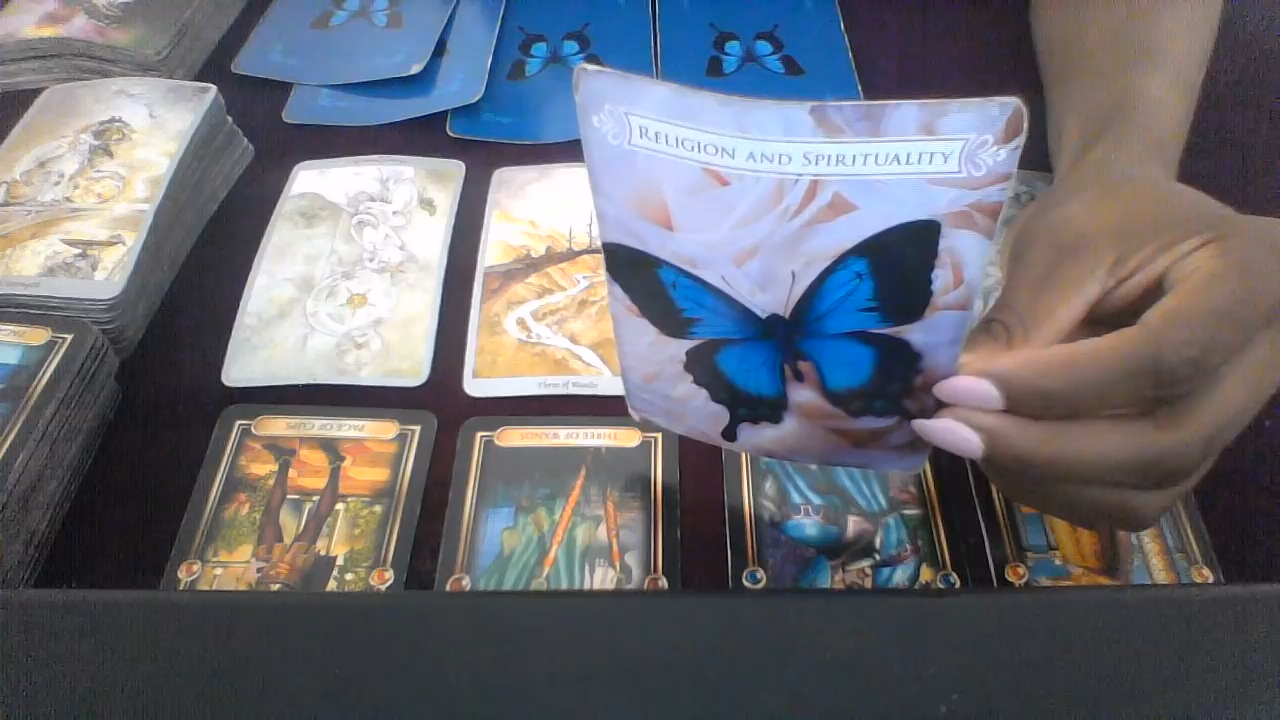 RELIGION AND SPIRITUALITY
Three of Wands
PAGE OF CUPS
THREE OF WANDS